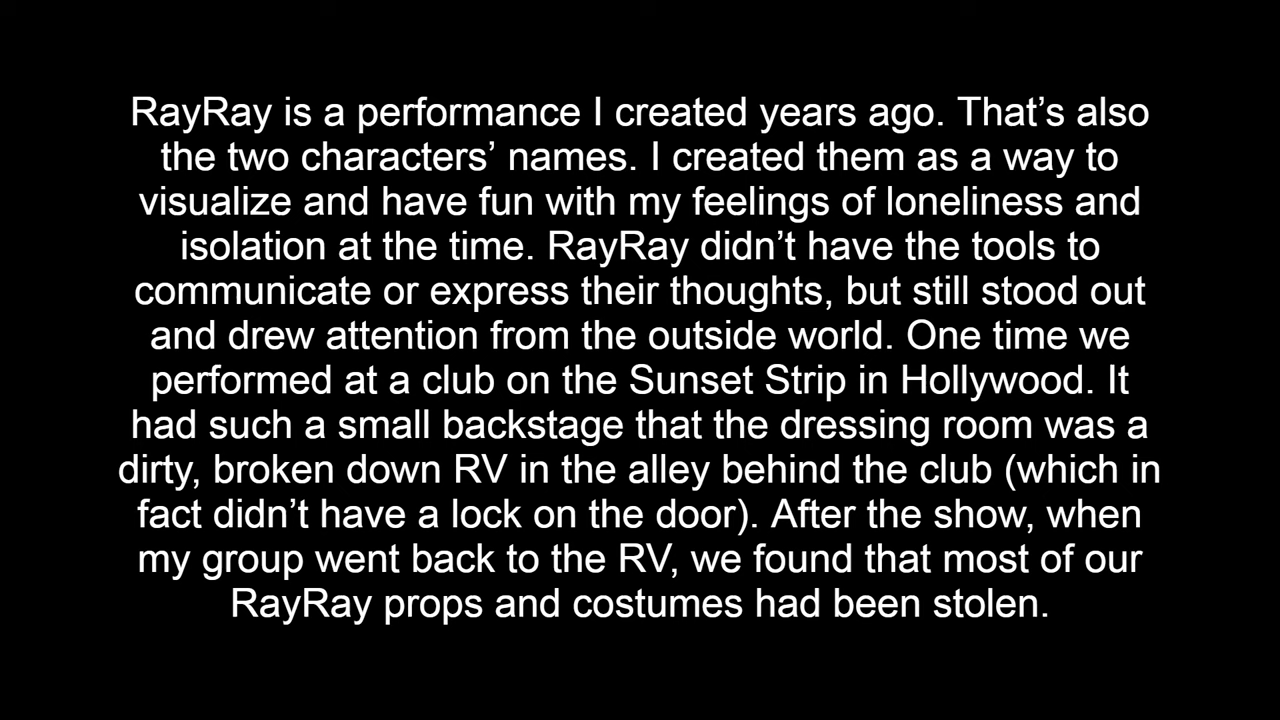 RayRay is a performance I created years ago. That’s also
the two characters’ names. I created them as a way to
visualize and have fun with my feelings of loneliness and
isolation at the time. RayRay didn’t have the tools to
communicate or express their thoughts, but still stood out
and drew attention from the outside world. One time we
performed at a club on the Sunset Strip in Hollywood. It
had such a small backstage that the dressing room was a
dirty, broken down RV in the alley behind the club (which in
fact didn’t have a lock on the door). After the show, when
my group went back to the RV, we found that most of our
RayRay props and costumes had been stolen.